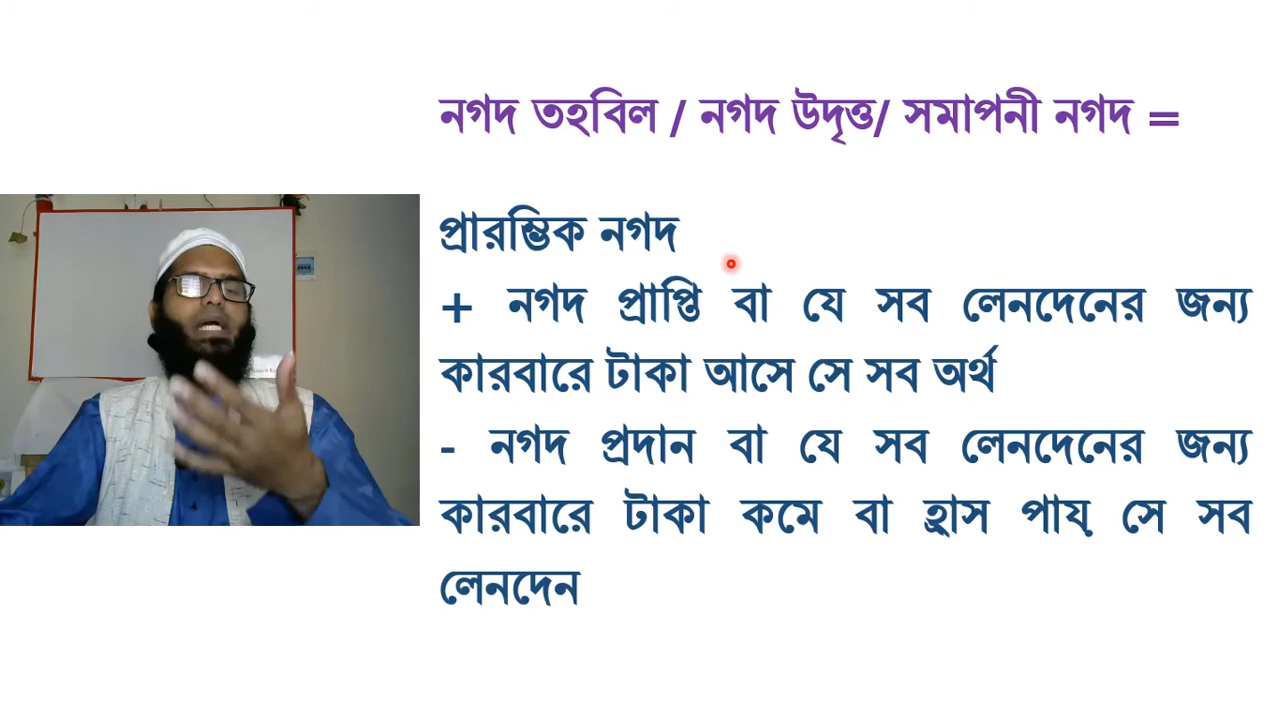 নগদ তহবিল / নগদ উদৃত্ত/ সমাপনী নগদ =
প্রারম্ভিক নগদ
+ নগদ প্রাপ্তি বা যে সব লেনদেনের জন্য
কারবারে টাকা আসে সে সব অর্থ
- নগদ প্রদান বা যে সব লেনদেনের জন্য
কারবারে টাকা কমে বা হ্রাস পায় সে সব
লেনদেন